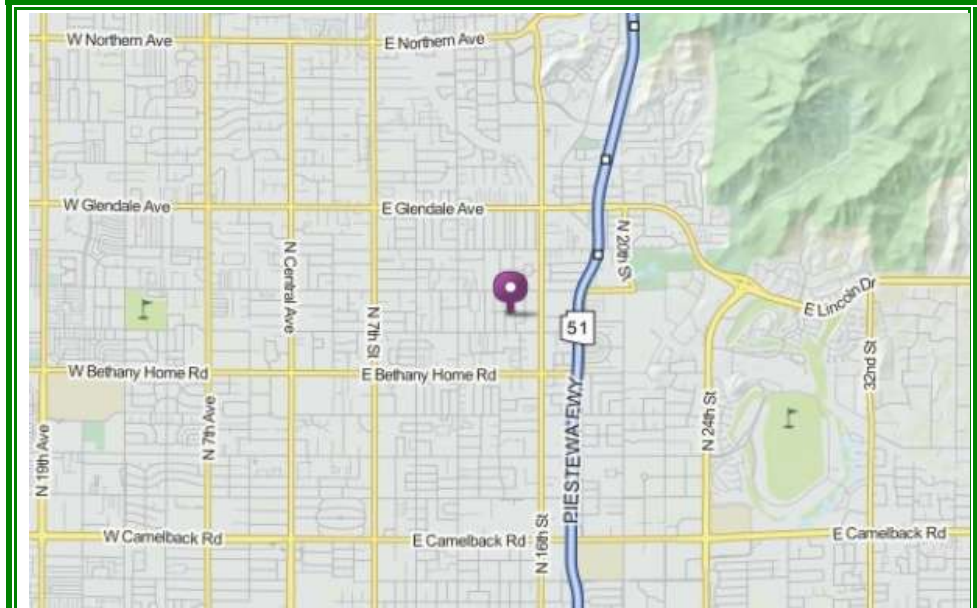 W Northern Ave
E Northern Ave
W Glendale Ave
E Glendale Ave
N Central Ave
N 20th St
N 7th St
E Lincoln Dr
51
W Bethany Home Rd
E Bethany Home Rd
32nd St
N 7th Ave
N 24th St
N 19th Ave
PIESTEWA FWY
W Camelback Rd
E Camelback Rd
N 16th St
E Camelback Rd